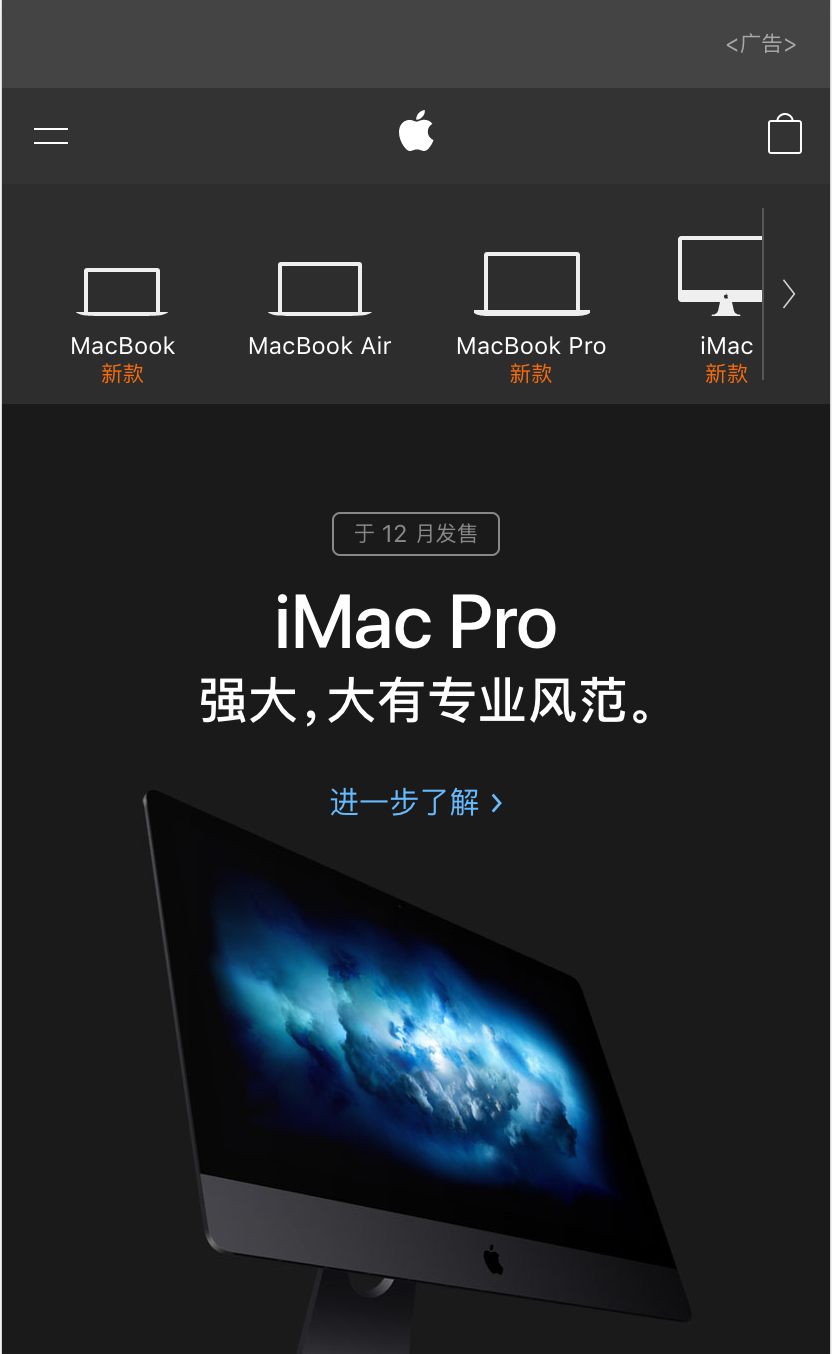 <广告>
MacBook
新款
MacBook Air
MacBook Pro
新款
iMac
新款
于 12 月发售
iMac Pro
强大，大有专业风范。
进一步了解 >